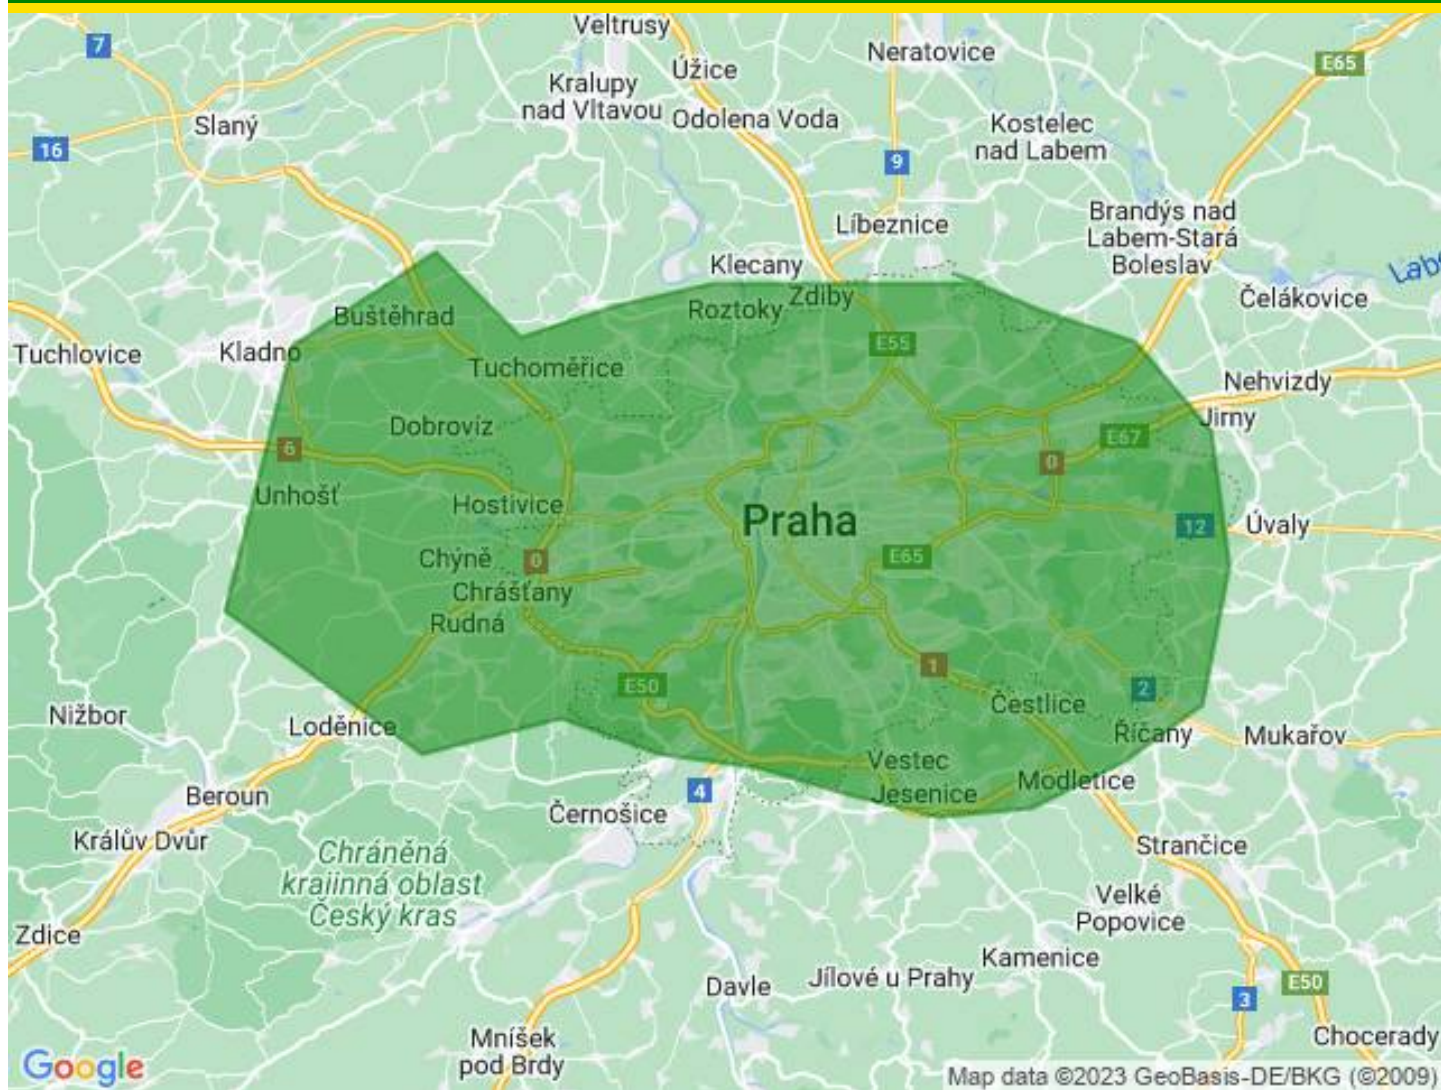 Veltrusy
7
Neratovice
Úžice
E65
Kralupy
nad Vltavou
Odolena Voda
Slaný
Kostelec
nad Labem
16
9
Brandýs nad
Labem-Stará
Boleslav
Líbeznice
Klecany
Lab
Zdiby
Čelákovice
Roztoky
Buštěhrad
E55
Tuchlovice
Kladno
Tuchoměřice
Nehvizdy
Jirny
Dobrovíz
E67
6
0
Unhošť
Hostivice
Praha
12
Úvaly
Chýně
0
E65
Chrášťany
Rudná
1
E50
2
Čestlice
Nižbor
Loděnice
Říčany
Mukařov
Vestec
Modletice
Jesenice
4
Beroun
Černošice
Králův Dvůr
Strančice
Chráněná
krajinná oblast
Český kras
Velké
Popovice
Zdice
Kamenice
Jílové u Prahy
Davle
E50
3
Mníšek
pod Brdy
Chocerady
Google
Map data ©2023 GeoBasis-DE/BKG (©2009)